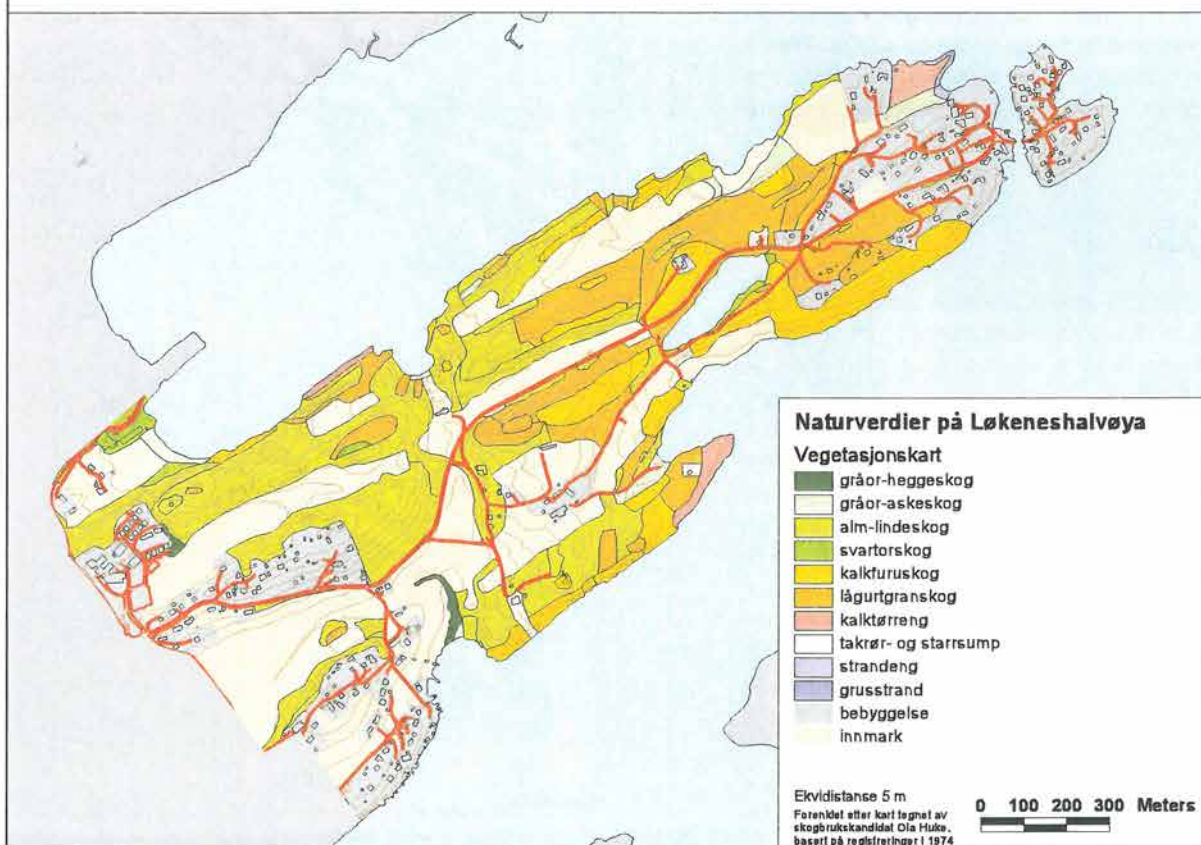 Naturverdier på Løkeneshalvøya
Vegetasjonskart
gråor-heggeskog
gråor-askeskog
alm-lindeskog
svartorskog
kalkfuruskog
lågurtgranskog
kalktørreng
takrør- og starrsump
strandeng
grusstrand
bebyggelse
innmark
Ekvidistanse 5 m
Forenklet etter kart tegnet av
skogbrukskandidat Ola Huke,
basert på registreringer i 1974
0 100 200 300 Meters